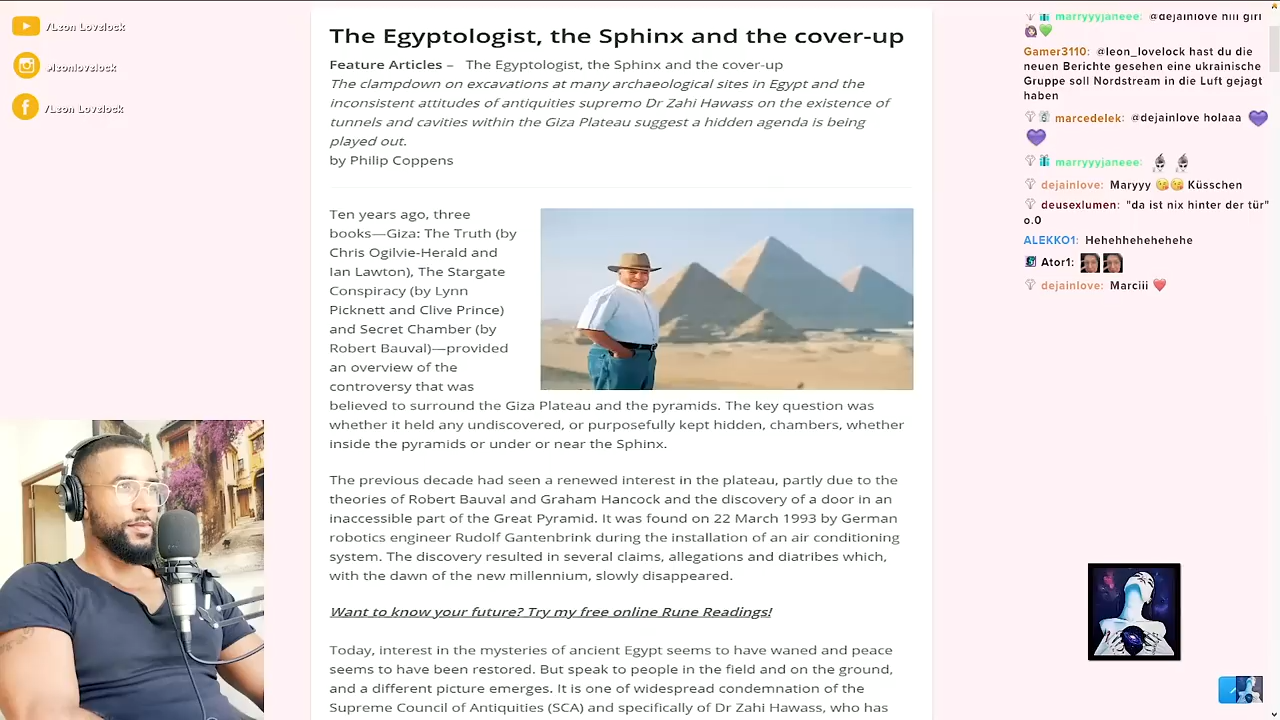 /Leon Lovelock
leonlovelock
/Leon Lovelock
The Egyptologist, the Sphinx and the cover-up
Feature Articles – The Egyptologist, the Sphinx and the cover-up
The clampdown on excavations at many archaeological sites in Egypt and the
inconsistent attitudes of antiquities supremo Dr Zahi Hawass on the existence of
tunnels and cavities within the Giza Plateau suggest a hidden agenda is being
played out.
by Philip Coppens
Ten years ago, three
books—Giza: The Truth (by
Chris Ogilvie-Herald and
Ian Lawton), The Stargate
Conspiracy (by Lynn
Picknett and Clive Prince)
and Secret Chamber (by
Robert Bauval)—provided
an overview of the
controversy that was
believed to surround the Giza Plateau and the pyramids. The key question was
whether it held any undiscovered, or purposefully kept hidden, chambers, whether
inside the pyramids or under or near the Sphinx.
The previous decade had seen a renewed interest in the plateau, partly due to the
theories of Robert Bauval and Graham Hancock and the discovery of a door in an
inaccessible part of the Great Pyramid. It was found on 22 March 1993 by German
robotics engineer Rudolf Gantenbrink during the installation of an air conditioning
system. The discovery resulted in several claims, allegations and diatribes which,
with the dawn of the new millennium, slowly disappeared.
Want to know your future? Try my free online Rune Readings!
Today, interest in the mysteries of ancient Egypt seems to have waned and peace
seems to have been restored. But speak to people in the field and on the ground,
and a different picture emerges. It is one of widespread condemnation of the
Supreme Council of Antiquities (SCA) and specifically of Dr Zahi Hawass, who has
marryyyjaneee: @dejainlove hiii girl
Gamer3110: @leon_lovelock hast du die
neuen Berichte gesehen eine ukrainische
Gruppe soll Nordstream in die Luft gejagt
haben
marcedelek: @dejainlove holaaa
marryyyjaneee:
dejainlove: Maryyy 😘😘 Küsschen
deusexlumen: "da ist nix hinter der tür"
o.0
ALEKKO1: Hehehhehehehehe
Ator1:
dejainlove: Marciii ❤️